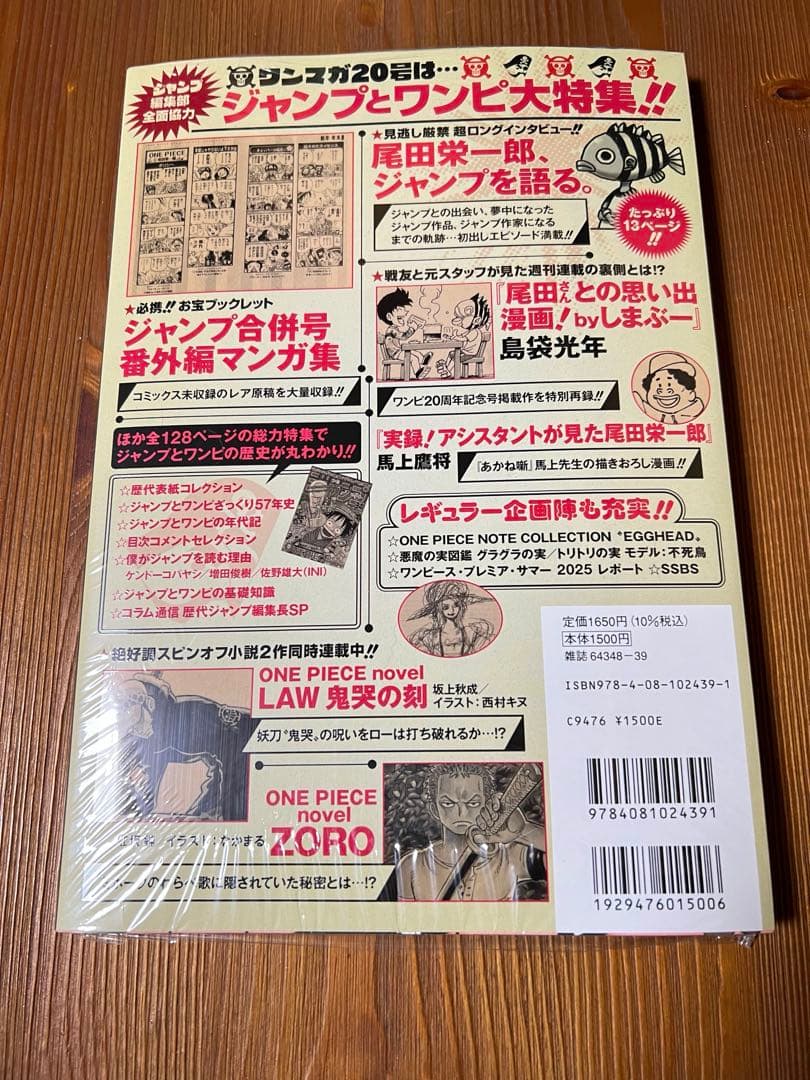 ジャンプ
編集部
全面協力
ワンマガ20号は…
ジャンプとワンピ大特集!!
★見逃し厳禁 超ロングインタビュー!!
尾田栄一郎、
ジャンプを語る。
ジャンプとの出会い、夢中になった
ジャンプ作品、ジャンプ作家になる
までの軌跡…初出しエピソード満載!!
たっぷり
13ページ
!!
★必携!! お宝ブックレット
ジャンプ合併号
番外編マンガ集
コミックス未収録のレア原稿を大量収録!!
★戦友と元スタッフが見た週刊連載の裏側とは!?
『尾田さんとの思い出
漫画!byしまぶー』
島袋光年
ワンピ20周年記念号掲載作を特別再録!!
『実録!アシスタントが見た尾田栄一郎』
馬上鷹将
『あかね噺』馬上先生の描きおろし漫画!!
ほか全128ページの総力特集で
ジャンプとワンピの歴史が丸わかり!!
☆歴代表紙コレクション
☆ジャンプとワンピざっくり57年史
☆ジャンプとワンピの年代記
☆目次コメントセレクション
☆僕がジャンプを読む理由
ケンドーコバヤシ/増田俊樹/佐野雄大(INI)
☆ジャンプとワンピの基礎知識
☆コラム通信 歴代ジャンプ編集長SP
レギュラー企画陣も充実!!
☆ONE PIECE NOTE COLLECTION "EGGHEAD〟
☆悪魔の実図鑑 グラグラの実/トリトリの実 モデル:不死鳥
☆ワンピース・プレミア・サマー 2025 レポート ☆SSBS
★絶好調スピンオフ小説2作同時連載中!!
ONE PIECE novel
LAW 鬼哭の刻
坂上秋成/
イラスト:西村キヌ
妖刀〝鬼哭〟の呪いをローは打ち破れるか…!?
ONE PIECE
novel
ZORO
イラスト:なかまる
歌に隠されていた秘密とは…!?
定価1650円(10%税込)
本体1500円
雑誌 64348-39
ISBN978-4-08-102439-1
C9476 ¥1500E
9784081024391
1929476015006